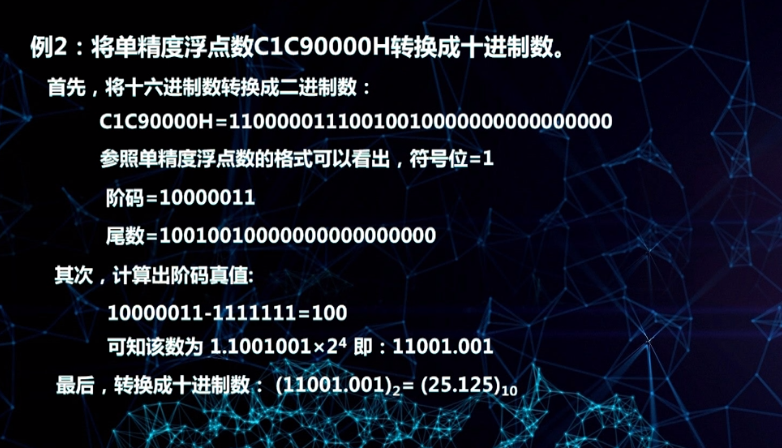 例2：将单精度浮点数C1C90000H转换成十进制数。
首先，将十六进制数转换成二进制数：
C1C90000H=11000001110010010000000000000000
参照单精度浮点数的格式可以看出，符号位=1
阶码=10000011
尾数=10010010000000000000000
其次，计算出阶码真值:
10000011-1111111=100
可知该数为 1.1001001×2⁴ 即：11001.001
最后，转换成十进制数： (11001.001)₂= (25.125)₁₀